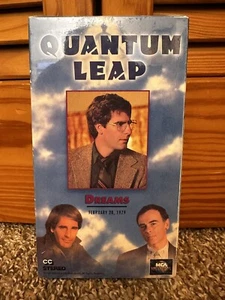 QUANTUM
LEAP
DREAMS
FEBRUARY 28, 1979
CC
STEREO
MCA